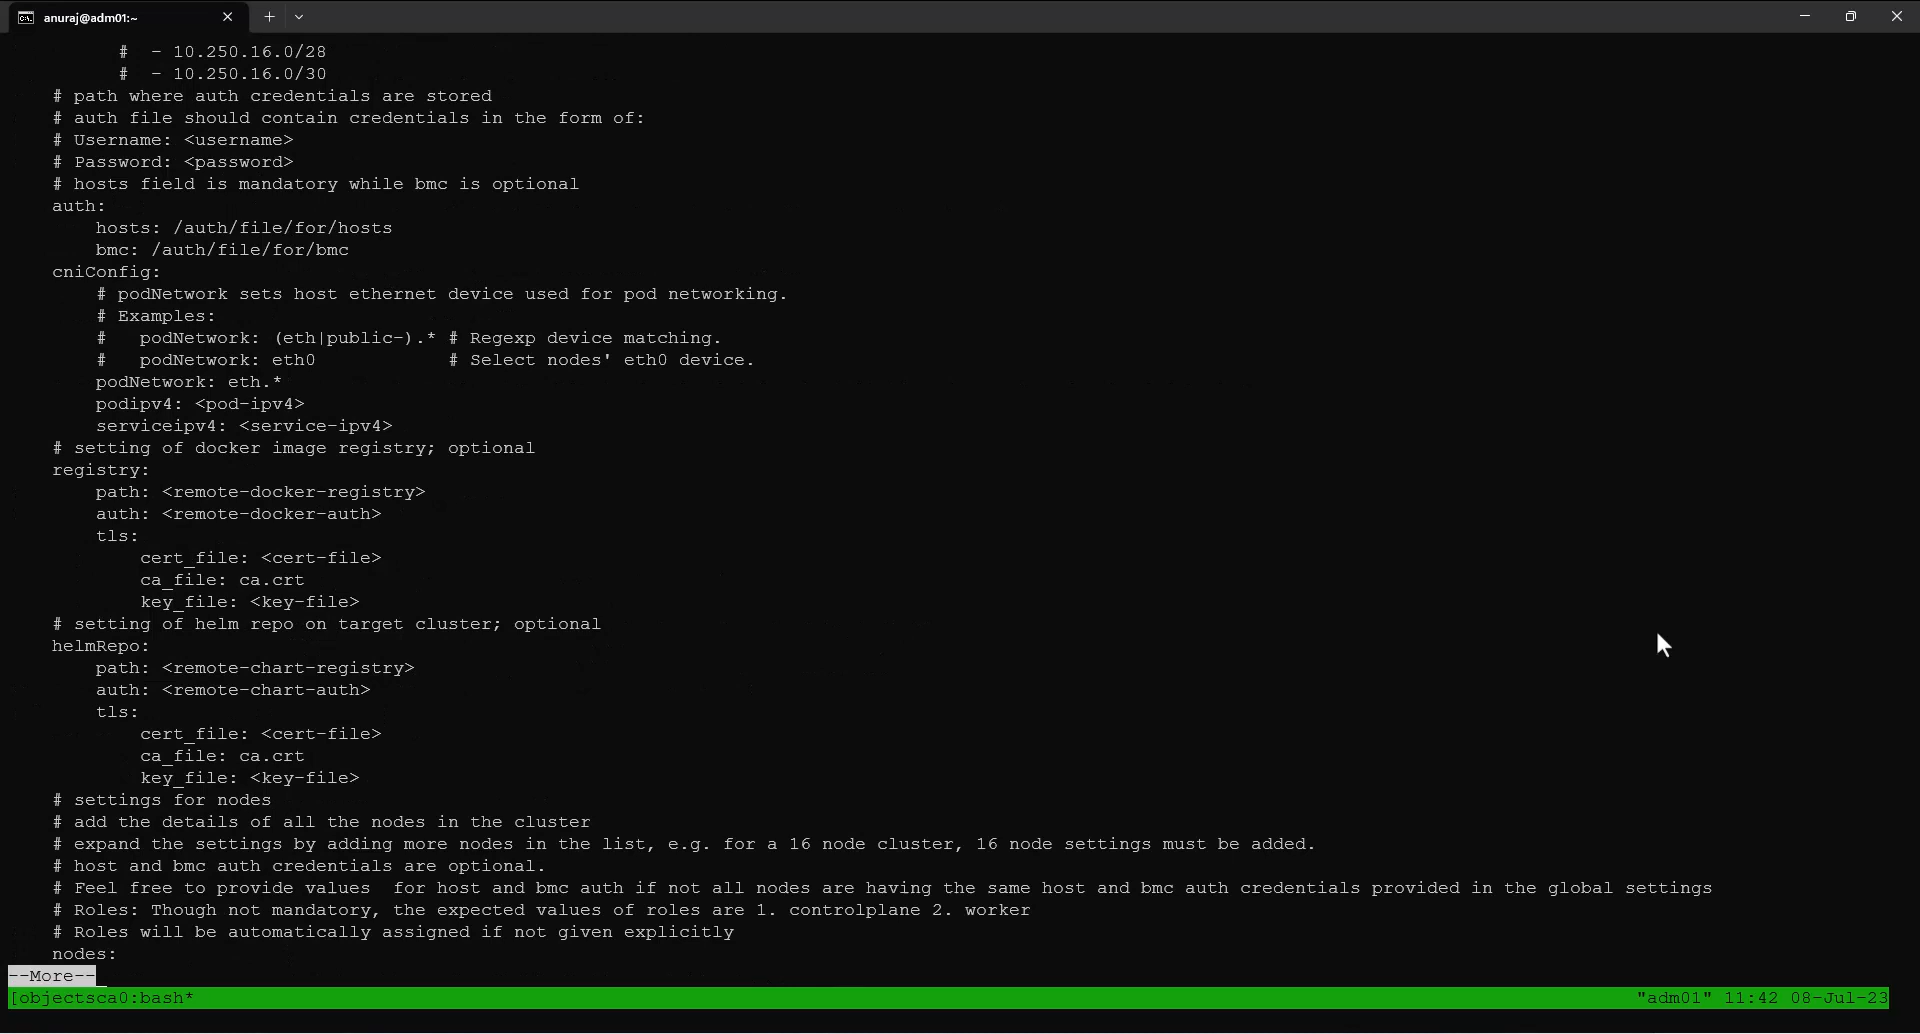 anuraj@adm01:~
        #  - 10.250.16.0/28
        #  - 10.250.16.0/30
  # path where auth credentials are stored
  # auth file should contain credentials in the form of:
  # Username: <username>
  # Password: <password>
  # hosts field is mandatory while bmc is optional
  auth:
      hosts: /auth/file/for/hosts
      bmc: /auth/file/for/bmc
  cniConfig:
      # podNetwork sets host ethernet device used for pod networking.
      # Examples:
      #   podNetwork: (eth|public-).* # Regexp device matching.
      #   podNetwork: eth0            # Select nodes' eth0 device.
      podNetwork: eth.*
      podipv4: <pod-ipv4>
      serviceipv4: <service-ipv4>
  # setting of docker image registry; optional
  registry:
      path: <remote-docker-registry>
      auth: <remote-docker-auth>
      tls:
          cert_file: <cert-file>
          ca_file: ca.crt
          key_file: <key-file>
  # setting of helm repo on target cluster; optional
  helmRepo:
      path: <remote-chart-registry>
      auth: <remote-chart-auth>
      tls:
          cert_file: <cert-file>
          ca_file: ca.crt
          key_file: <key-file>
  # settings for nodes
  # add the details of all the nodes in the cluster
  # expand the settings by adding more nodes in the list, e.g. for a 16 node cluster, 16 node settings must be added.
  # host and bmc auth credentials are optional.
  # Feel free to provide values  for host and bmc auth if not all nodes are having the same host and bmc auth credentials provided in the global settings
  # Roles: Though not mandatory, the expected values of roles are 1. controlplane 2. worker
  # Roles will be automatically assigned if not given explicitly
  nodes:
--More--
[objectsca0:bash* "adm01" 11:42 08-Jul-23